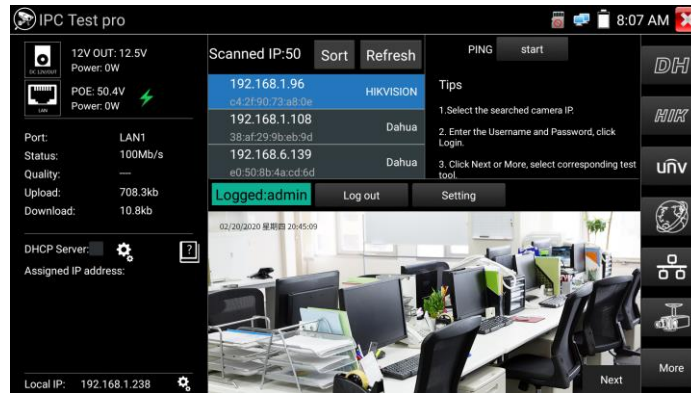 IPC Test pro
8:07 AM
DC 12V/OUT
12V OUT: 12.5V
Power: 0W
LAN
POE: 50.4V
Power: 0W
Port: LAN1
Status: 100Mb/s
Quality: —
Upload: 708.3kb
Download: 10.8kb
DHCP Server:
?
Assigned IP address:
Local IP: 192.168.1.238
Scanned IP:50
Sort
Refresh
192.168.1.96
c4:2f:90:73:a8:0e
HIKVISION
192.168.1.108
38:af:29:9b:eb:9d
Dahua
192.168.6.139
e0:50:8b:4a:cd:6d
Dahua
PING
start
Tips
1.Select the searched camera IP.
2. Enter the Username and Password, click
Login.
3. Click Next or More, select corresponding test
tool.
Logged:admin
Log out
Setting
02/20/2020 星期四 20:45:09
Next
DH
HIK
unv
More